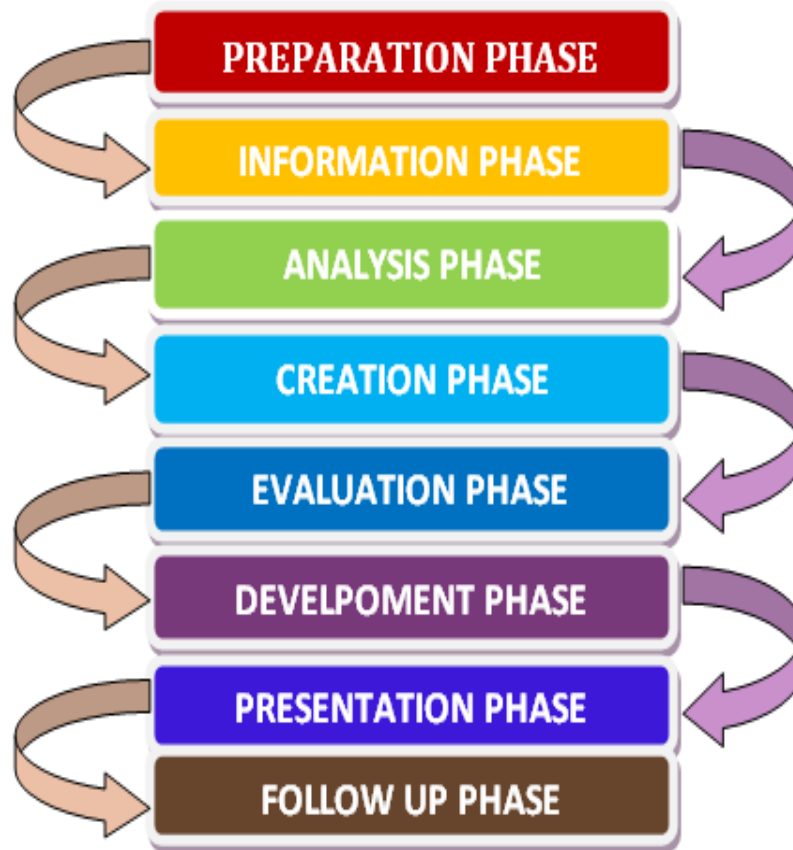 PREPARATION PHASE
INFORMATION PHASE
ANALYSIS PHASE
CREATION PHASE
EVALUATION PHASE
DEVELPOMENT PHASE
PRESENTATION PHASE
FOLLOW UP PHASE